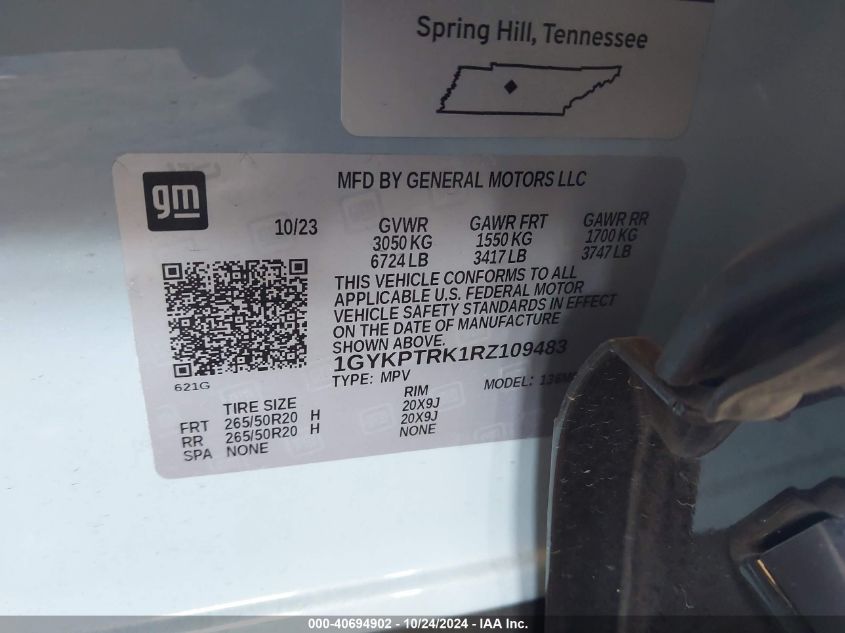 Spring Hill, Tennessee
gm
MFD BY GENERAL MOTORS LLC
10/23 GVWR GAWR FRT GAWR RR
3050 KG 1550 KG 1700 KG
6724 LB 3417 LB 3747 LB
THIS VEHICLE CONFORMS TO ALL
APPLICABLE U.S. FEDERAL MOTOR
VEHICLE SAFETY STANDARDS IN EFFECT
ON THE DATE OF MANUFACTURE
SHOWN ABOVE.
1GYKPTRK1RZ109483
621G
TYPE: MPV MODEL:
TIRE SIZE RIM
FRT 265/50R20 H 20X9J
RR 265/50R20 H 20X9J
SPA NONE NONE
000-40694902 - 10/24/2024 - IAA, Inc.